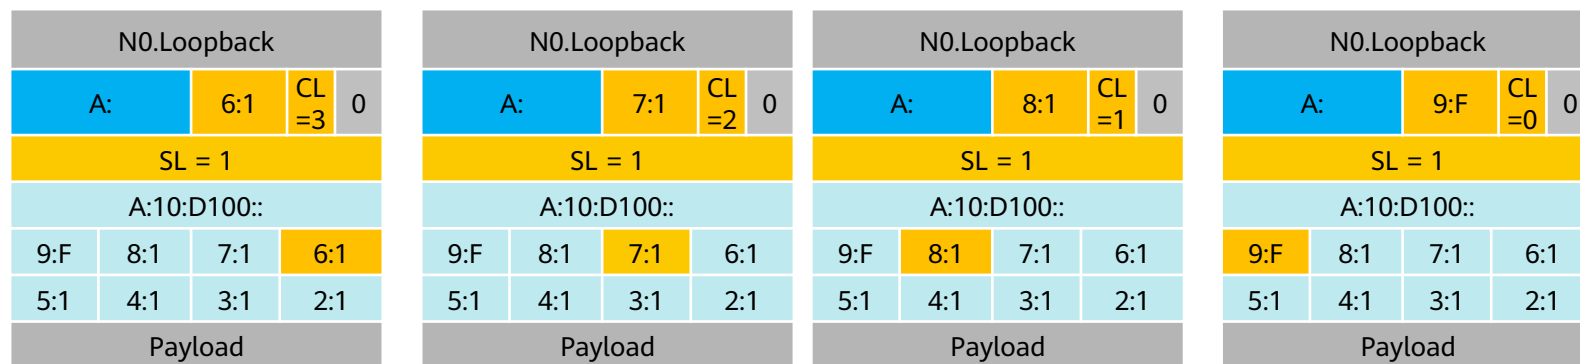 N0.Loopback N0.Loopback N0.Loopback N0.Loopback
A: 6:1 CL =3 0 A: 7:1 CL =2 0 A: 8:1 CL =1 0 A: 9:F CL =0 0
SL = 1 SL = 1 SL = 1 SL = 1
A:10:D100:: A:10:D100:: A:10:D100:: A:10:D100::
9:F 8:1 7:1 6:1 9:F 8:1 7:1 6:1 9:F 8:1 7:1 6:1 9:F 8:1 7:1 6:1
5:1 4:1 3:1 2:1 5:1 4:1 3:1 2:1 5:1 4:1 3:1 2:1 5:1 4:1 3:1 2:1
Payload Payload Payload Payload